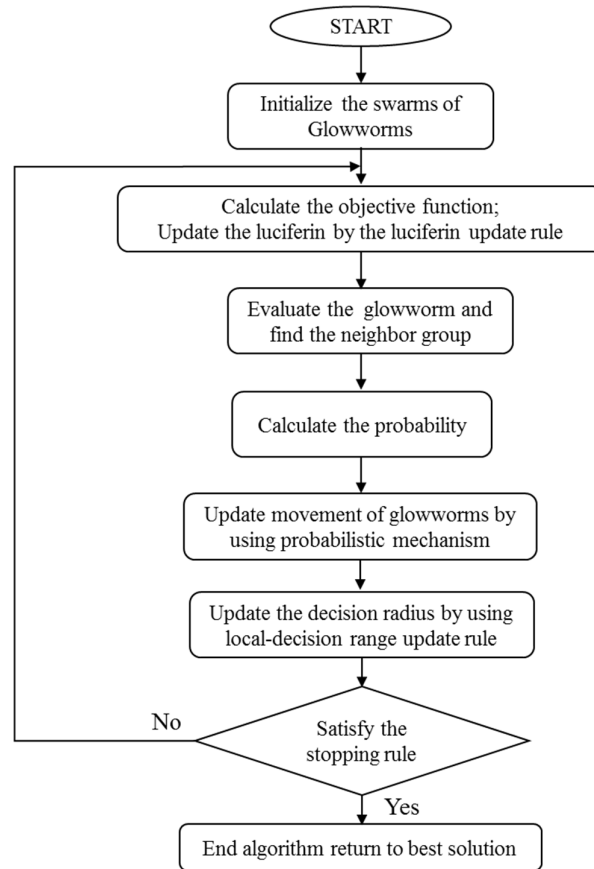 START
Initialize the swarms of
Glowworms
Calculate the objective function;
Update the luciferin by the luciferin update rule
Evaluate the glowworm and
find the neighbor group
Calculate the probability
Update movement of glowworms by
using probabilistic mechanism
Update the decision radius by using
local-decision range update rule
No
Satisfy the
stopping rule
Yes
End algorithm return to best solution